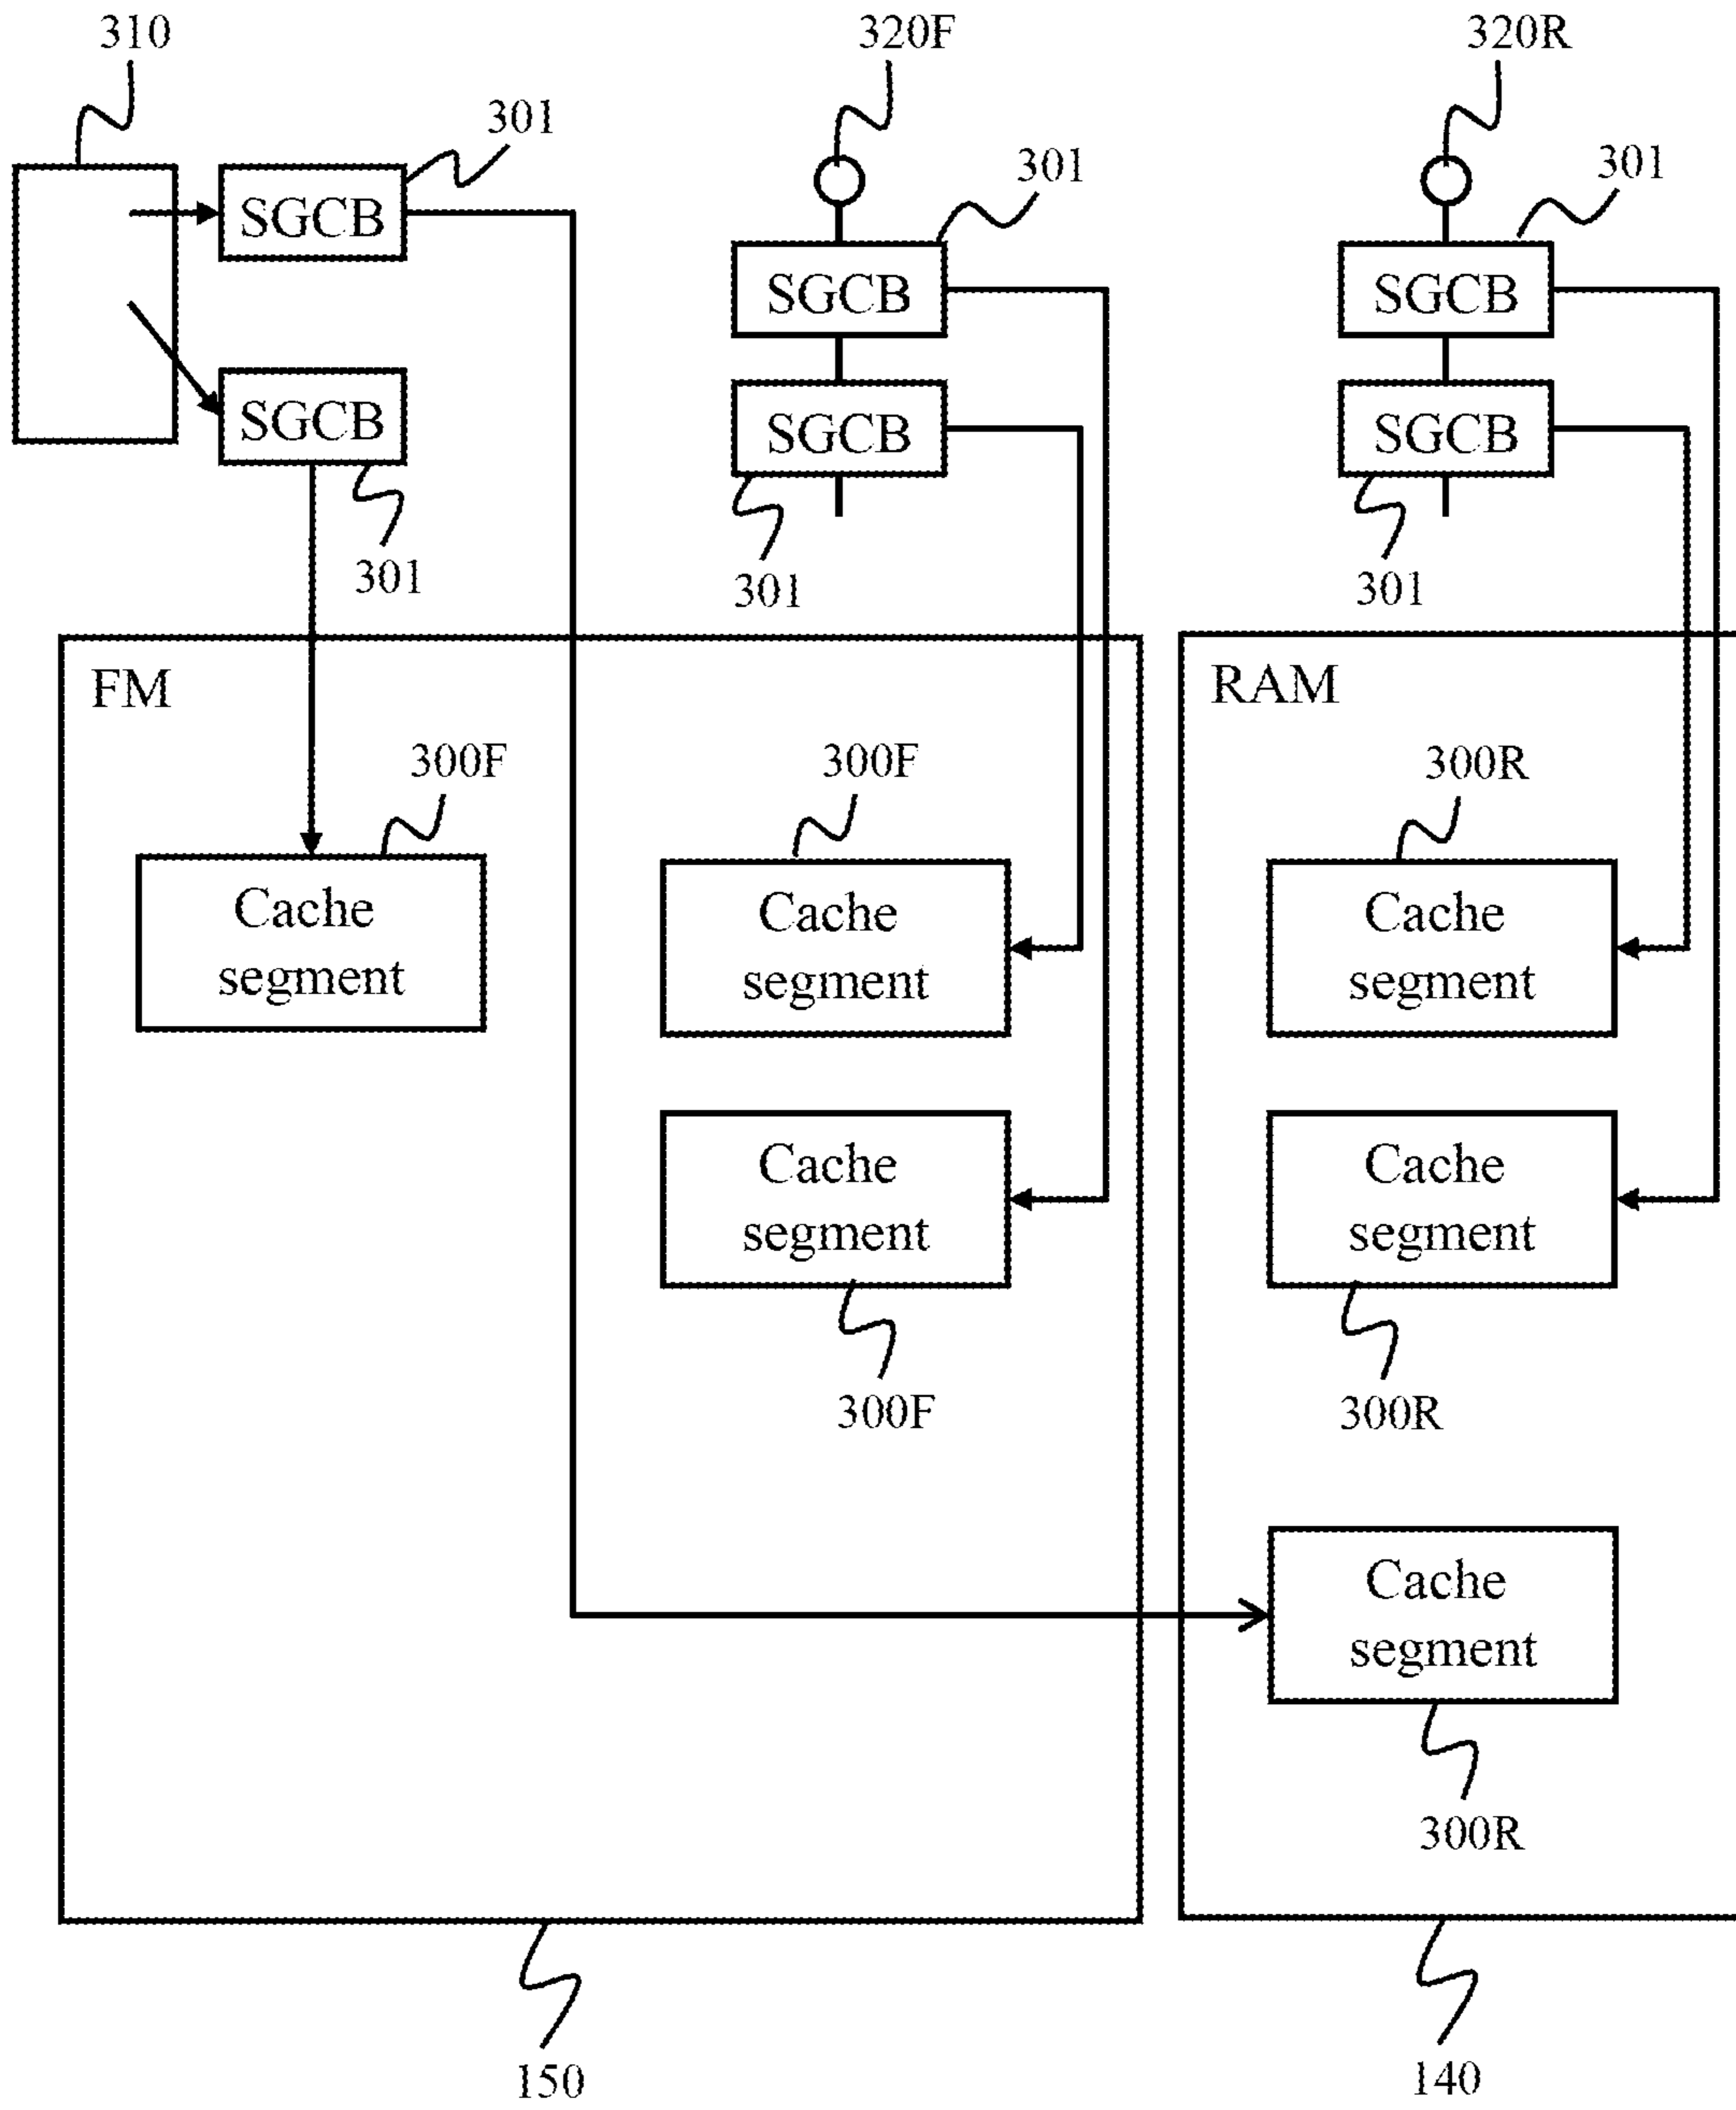 310
320F
320R
301
301
301
SGCB
SGCB
SGCB
SGCB
SGCB
SGCB
301
301
301
FM
RAM
300F
300F
300R
Cache
segment
Cache
segment
Cache
segment
Cache
segment
Cache
segment
300F
300R
Cache
segment
300R
150
140